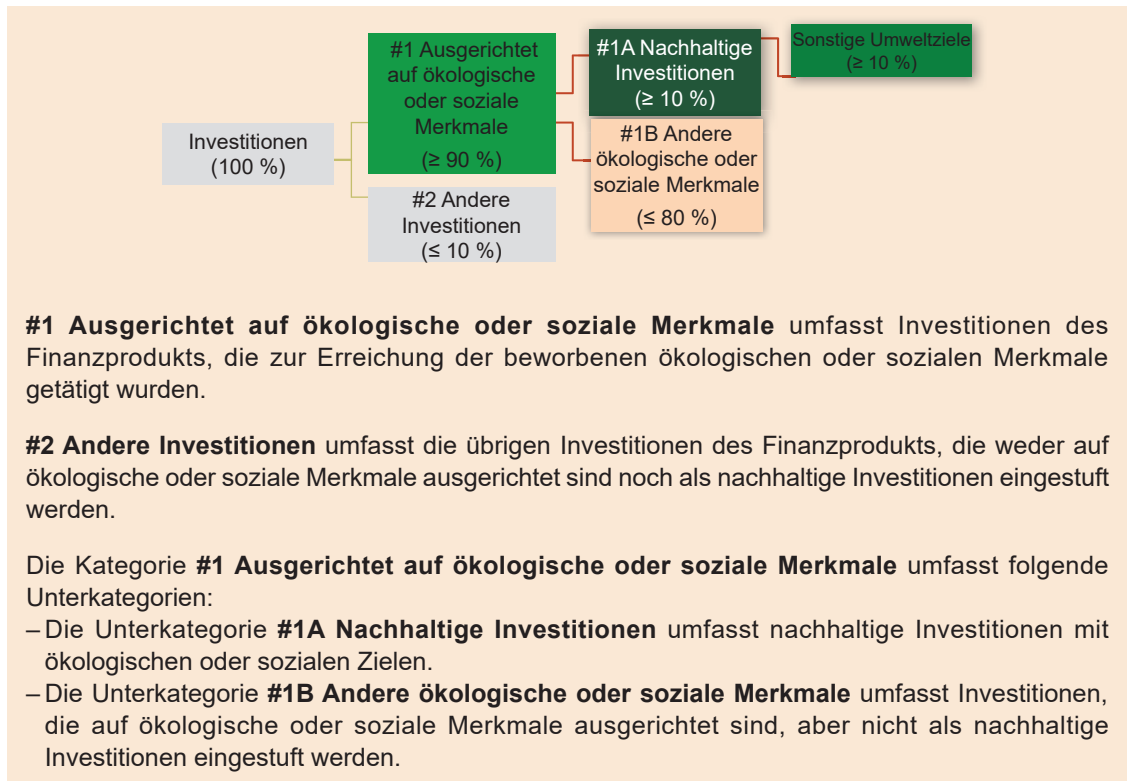 Investitionen
(100 %)
#1 Ausgerichtet
auf ökologische
oder soziale
Merkmale
(≥ 90 %)
#2 Andere
Investitionen
(≤ 10 %)
#1A Nachhaltige
Investitionen
(≥ 10 %)
#1B Andere
ökologische oder
soziale Merkmale
(≤ 80 %)
Sonstige Umweltziele
(≥ 10 %)
#1 Ausgerichtet auf ökologische oder soziale Merkmale umfasst Investitionen des
Finanzprodukts, die zur Erreichung der beworbenen ökologischen oder sozialen Merkmale
getätigt wurden.
#2 Andere Investitionen umfasst die übrigen Investitionen des Finanzprodukts, die weder auf
ökologische oder soziale Merkmale ausgerichtet sind noch als nachhaltige Investitionen eingestuft
werden.
Die Kategorie #1 Ausgerichtet auf ökologische oder soziale Merkmale umfasst folgende
Unterkategorien:
– Die Unterkategorie #1A Nachhaltige Investitionen umfasst nachhaltige Investitionen mit
ökologischen oder sozialen Zielen.
– Die Unterkategorie #1B Andere ökologische oder soziale Merkmale umfasst Investitionen,
die auf ökologische oder soziale Merkmale ausgerichtet sind, aber nicht als nachhaltige
Investitionen eingestuft werden.